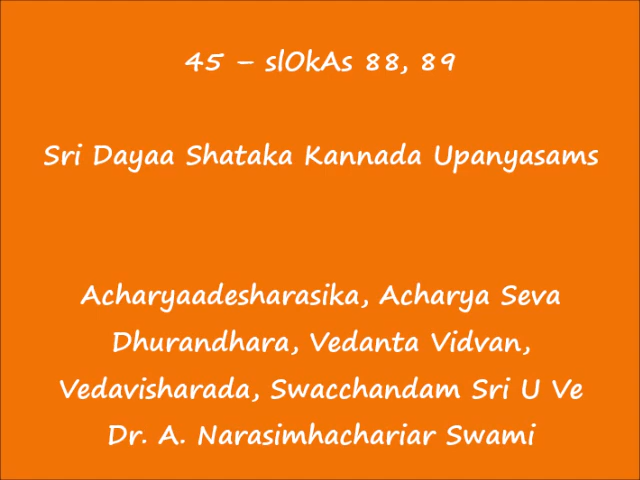 45 – slOkAs 88, 89
Sri Dayaa Shataka Kannada Upanyasams
Acharyaadesharasika, Acharya Seva
Dhurandhara, Vedanta Vidvan,
Vedavisharada, Swacchandam Sri U Ve
Dr. A. Narasimhachariar Swami